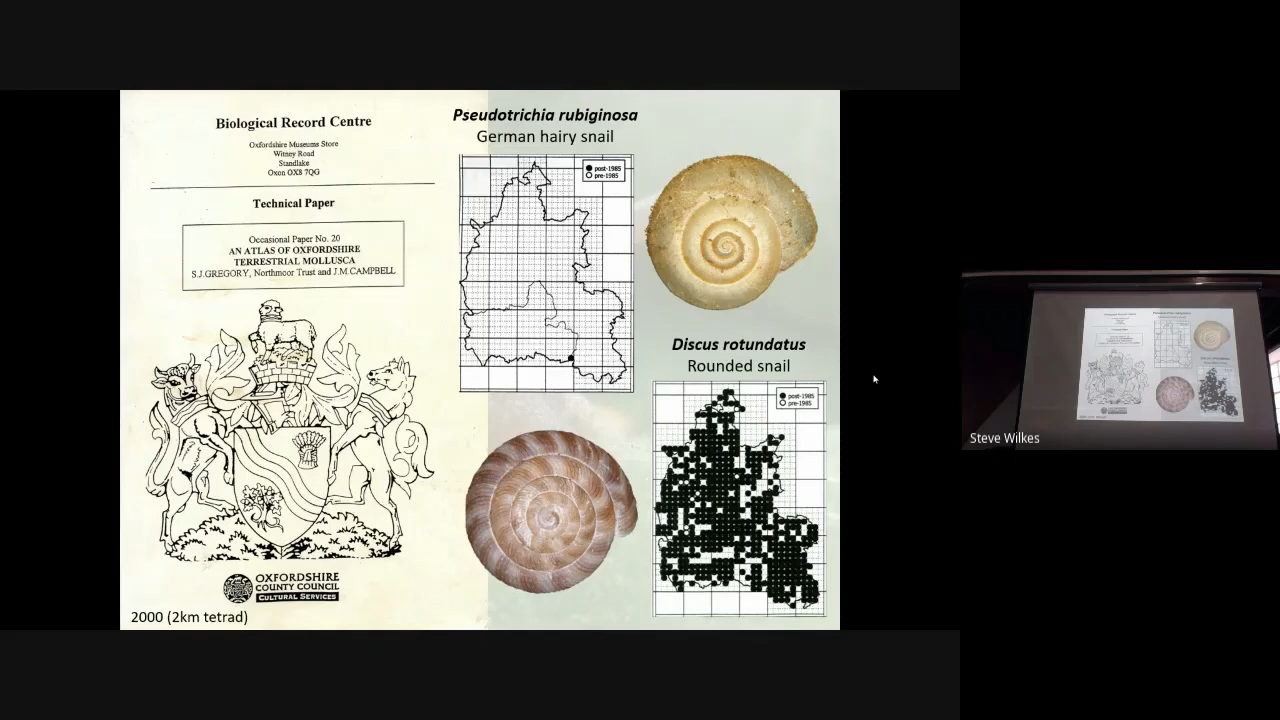 Biological Record Centre
Oxfordshire Museums Store
Witney Road
Standlake
Oxon OX8 7QG
Technical Paper
Occasional Paper No. 20
AN ATLAS OF OXFORDSHIRE
TERRESTRIAL MOLLUSCA
S.J.GREGORY, Northmoor Trust and J.M.CAMPBELL
OXFORDSHIRE
COUNTY COUNCIL
CULTURAL SERVICES
2000 (2km tetrad)
Pseudotrichia rubiginosa
German hairy snail
post-1985
pre-1985
Discus rotundatus
Rounded snail
post-1985
pre-1985
Steve Wilkes